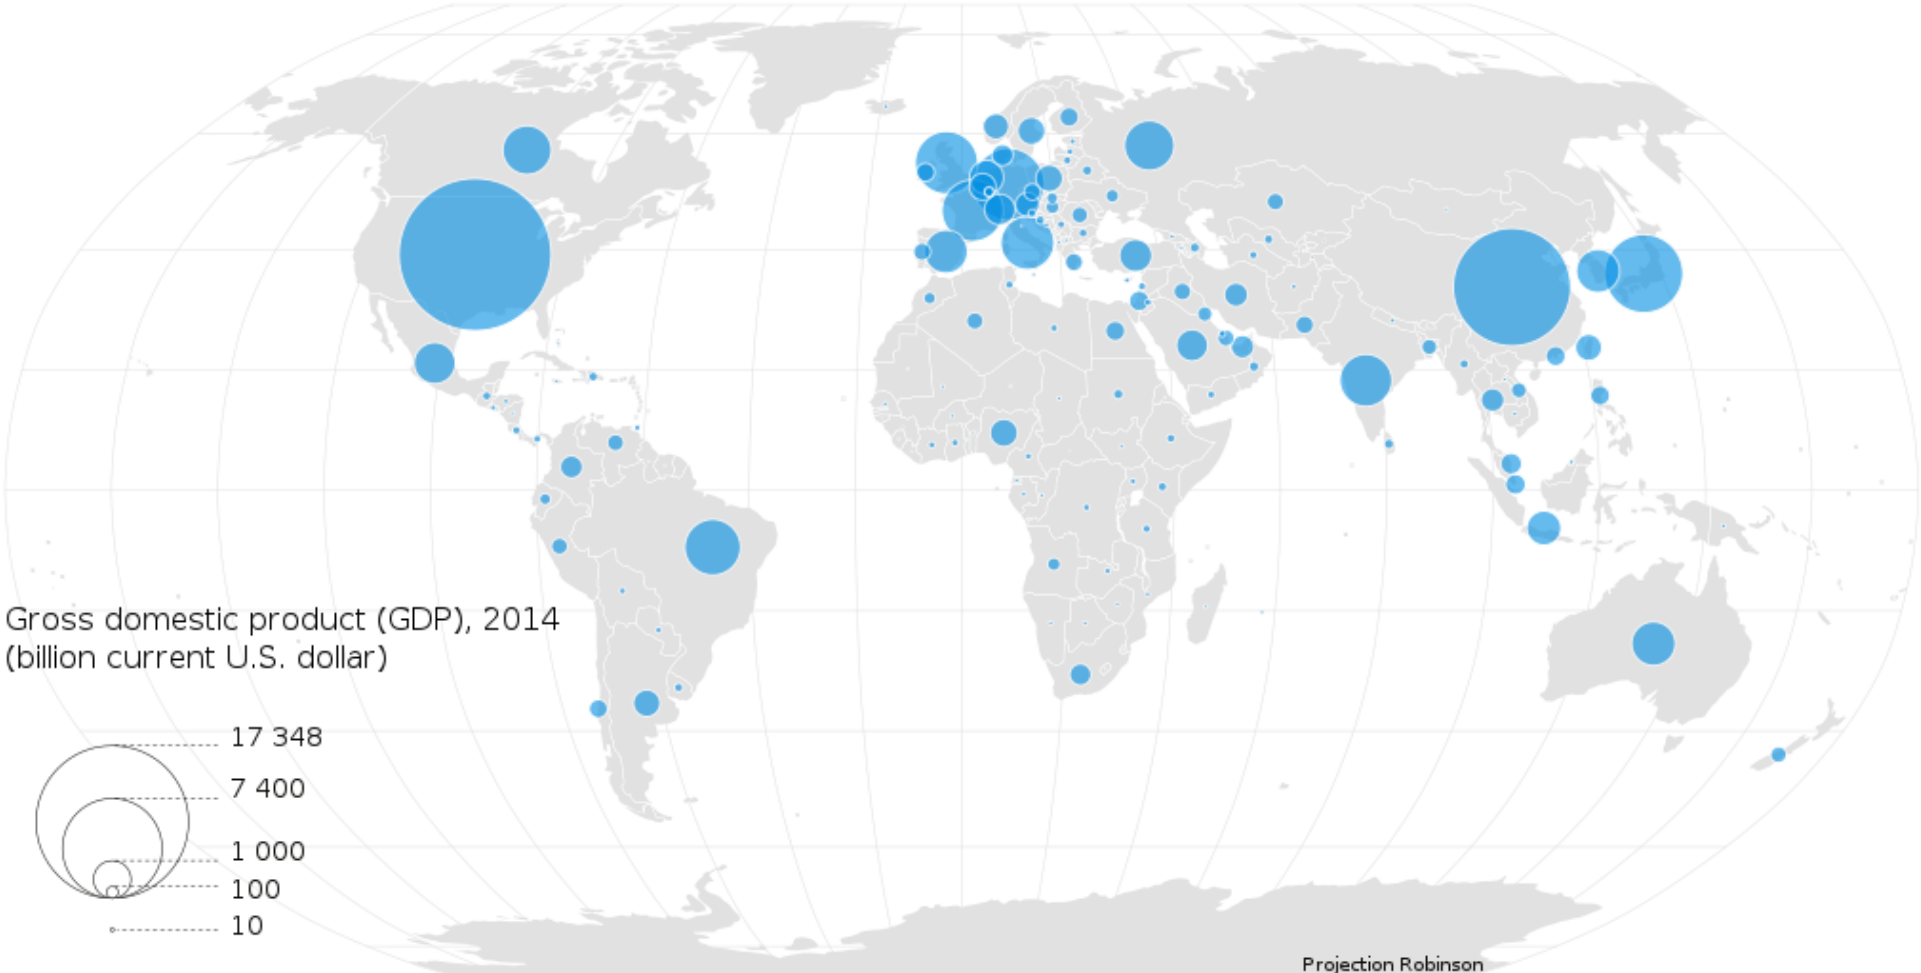 Gross domestic product (GDP), 2014
(billion current U.S. dollar)
17 348
7 400
1 000
100
10
Projection Robinson